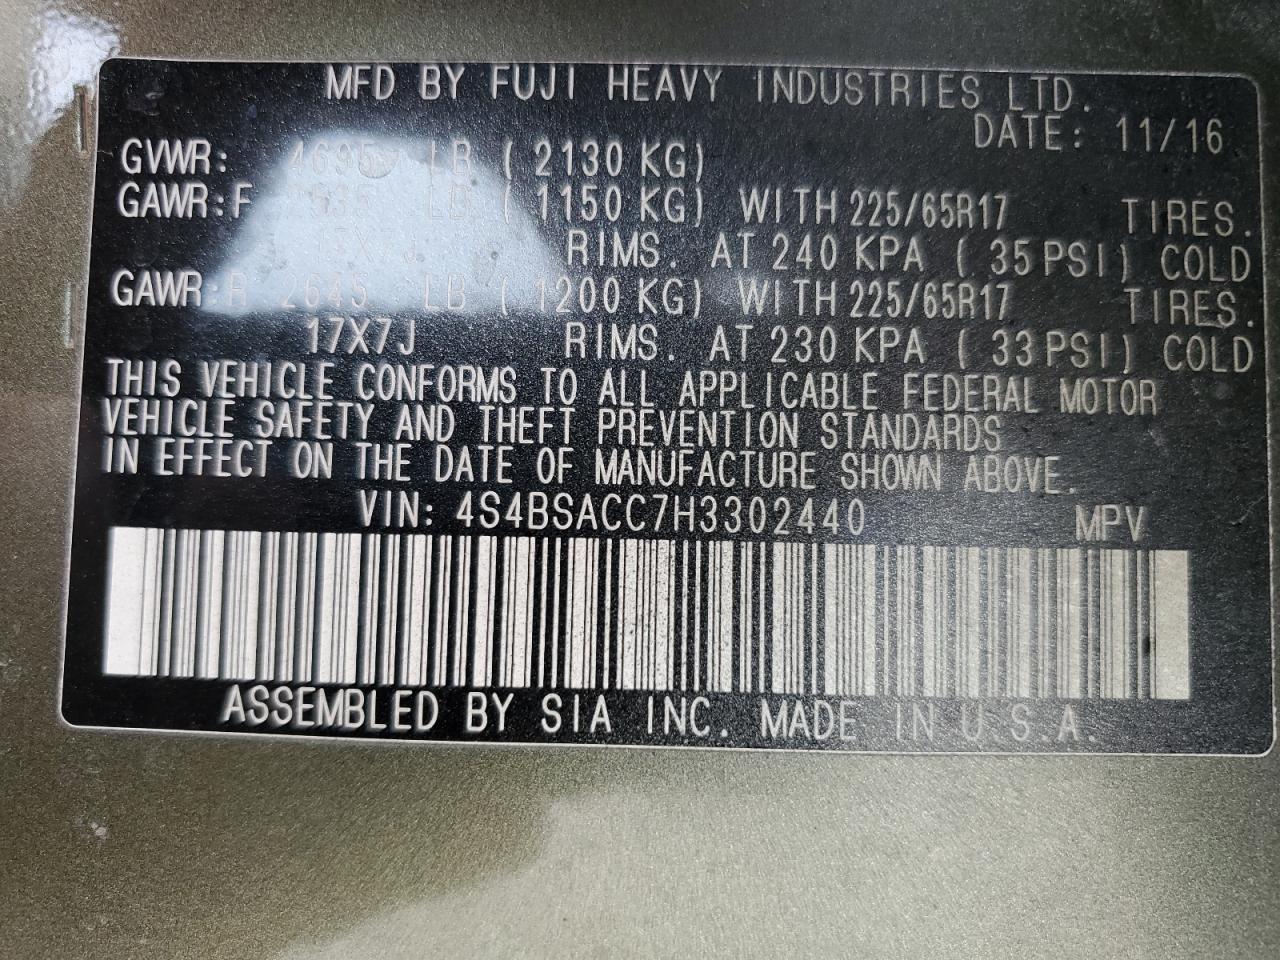 MFD BY FUJI HEAVY INDUSTRIES LTD.
DATE: 11/16
GVWR: 4695 LB ( 2130 KG)
GAWR:F LB ( 1150 KG) WITH 225/65R17 TIRES.
17X7J RIMS. AT 240 KPA ( 35 PSI) COLD
GAWR:R 2645 LB ( 1200 KG) WITH 225/65R17 TIRES.
17X7J RIMS. AT 230 KPA ( 33 PSI) COLD
THIS VEHICLE CONFORMS TO ALL APPLICABLE FEDERAL MOTOR
VEHICLE SAFETY AND THEFT PREVENTION STANDARDS
IN EFFECT ON THE DATE OF MANUFACTURE SHOWN ABOVE.
VIN: 4S4BSACC7H3302440 MPV
ASSEMBLED BY SIA INC. MADE IN U.S.A.